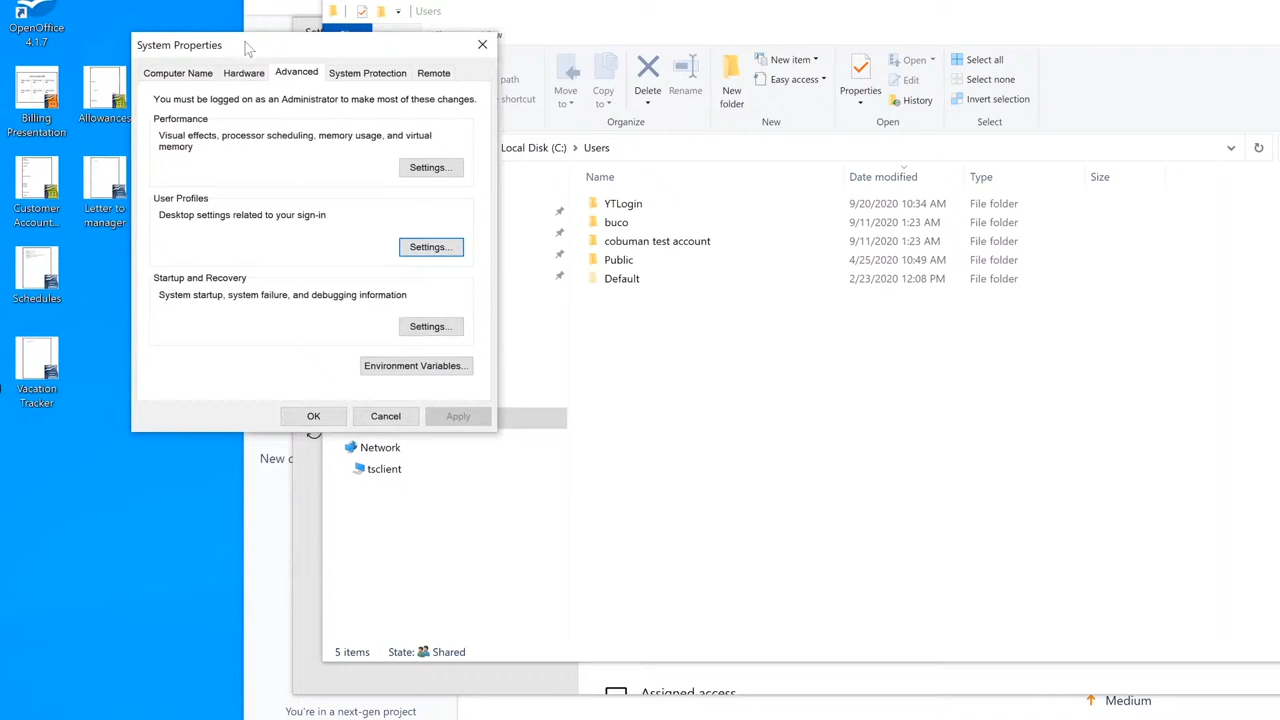 OpenOffice
4.1.7
Billing
Presentation
Allowances
Customer
Account...
Letter to
manager
Schedules
Vacation
Tracker
System Properties
Computer Name
Hardware
Advanced
System Protection
Remote
You must be logged on as an Administrator to make most of these changes.
Performance
Visual effects, processor scheduling, memory usage, and virtual
memory
Settings...
User Profiles
Desktop settings related to your sign-in
Settings...
Startup and Recovery
System startup, system failure, and debugging information
Settings...
Environment Variables...
OK
Cancel
Apply
Users
path
shortcut
Move
to
Copy
to
Delete
Rename
Organize
New
folder
New item
Easy access
New
Properties
Open
Edit
History
Open
Select all
Select none
Invert selection
Select
Local Disk (C:) > Users
Name Date modified Type Size
YTLogin 9/20/2020 10:34 AM File folder
buco 9/11/2020 1:23 AM File folder
cobuman test account 9/11/2020 1:23 AM File folder
Public 4/25/2020 10:49 AM File folder
Default 2/23/2020 12:08 PM File folder
Network
tsclient
5 items State: Shared
New c
Assigned access
Medium
You're in a next-gen project